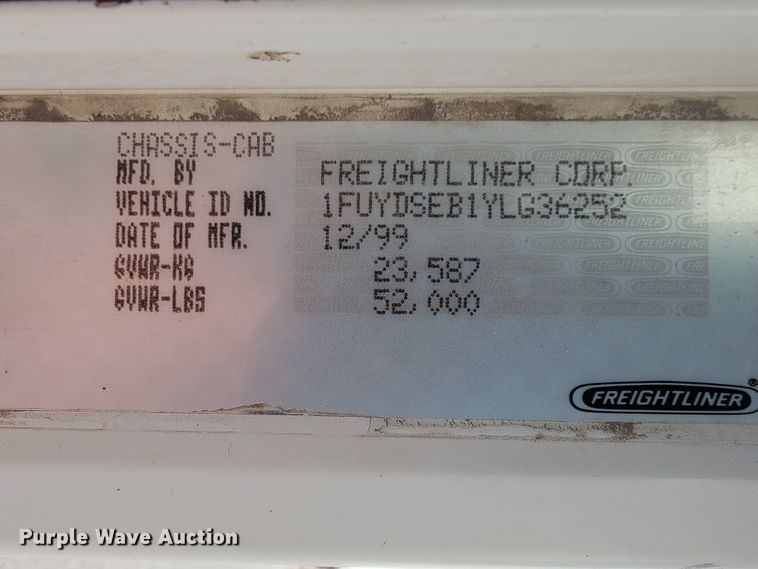 CHASSIS-CAB
MFD. BY FREIGHTLINER CORP.
VEHICLE ID NO. 1FUYDSEB1YLG36252
DATE OF MFR. 12/99
GVWR-KG 23,587
GVWR-LBS 52,000
FREIGHTLINER®
Purple Wave Auction